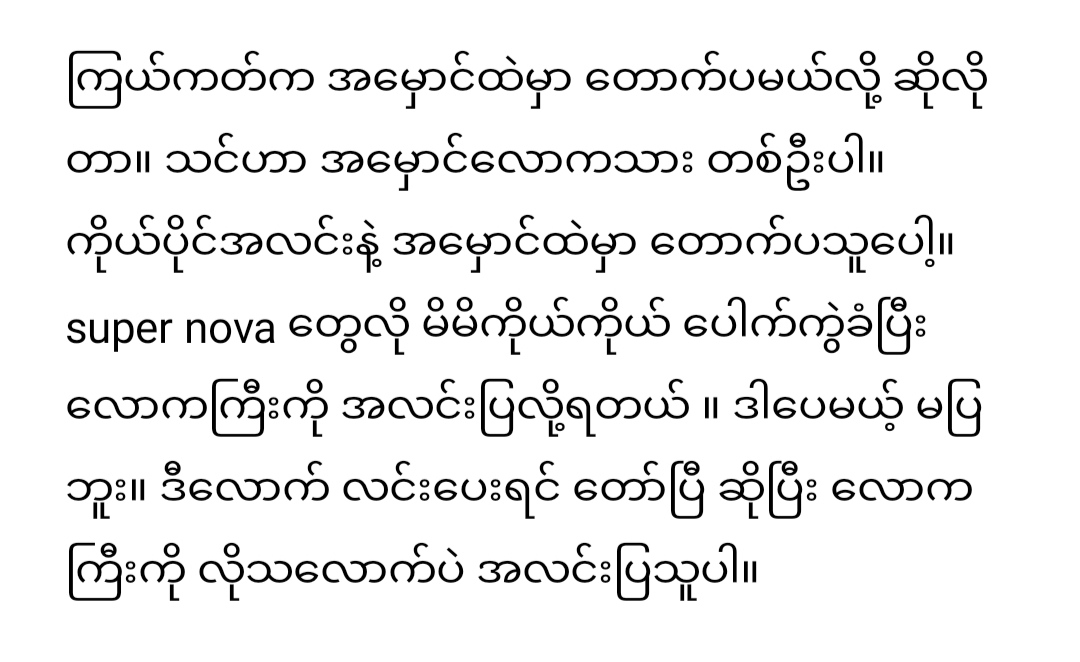 ကြယ်ကတ်က အမှောင်ထဲမှာ တောက်ပမယ်လို့ ဆိုလို
တာ။ သင်ဟာ အမှောင်လောကသား တစ်ဦးပါ။
ကိုယ်ပိုင်အလင်းနဲ့ အမှောင်ထဲမှာ တောက်ပသူပေါ့။
super nova တွေလို မိမိကိုယ်ကိုယ် ပေါက်ကွဲခံပြီး
လောကကြီးကို အလင်းပြလို့ရတယ် ။ ဒါပေမယ့် မပြ
ဘူး။ ဒီလောက် လင်းပေးရင် တော်ပြီ ဆိုပြီး လောက
ကြီးကို လိုသလောက်ပဲ အလင်းပြသူပါ။